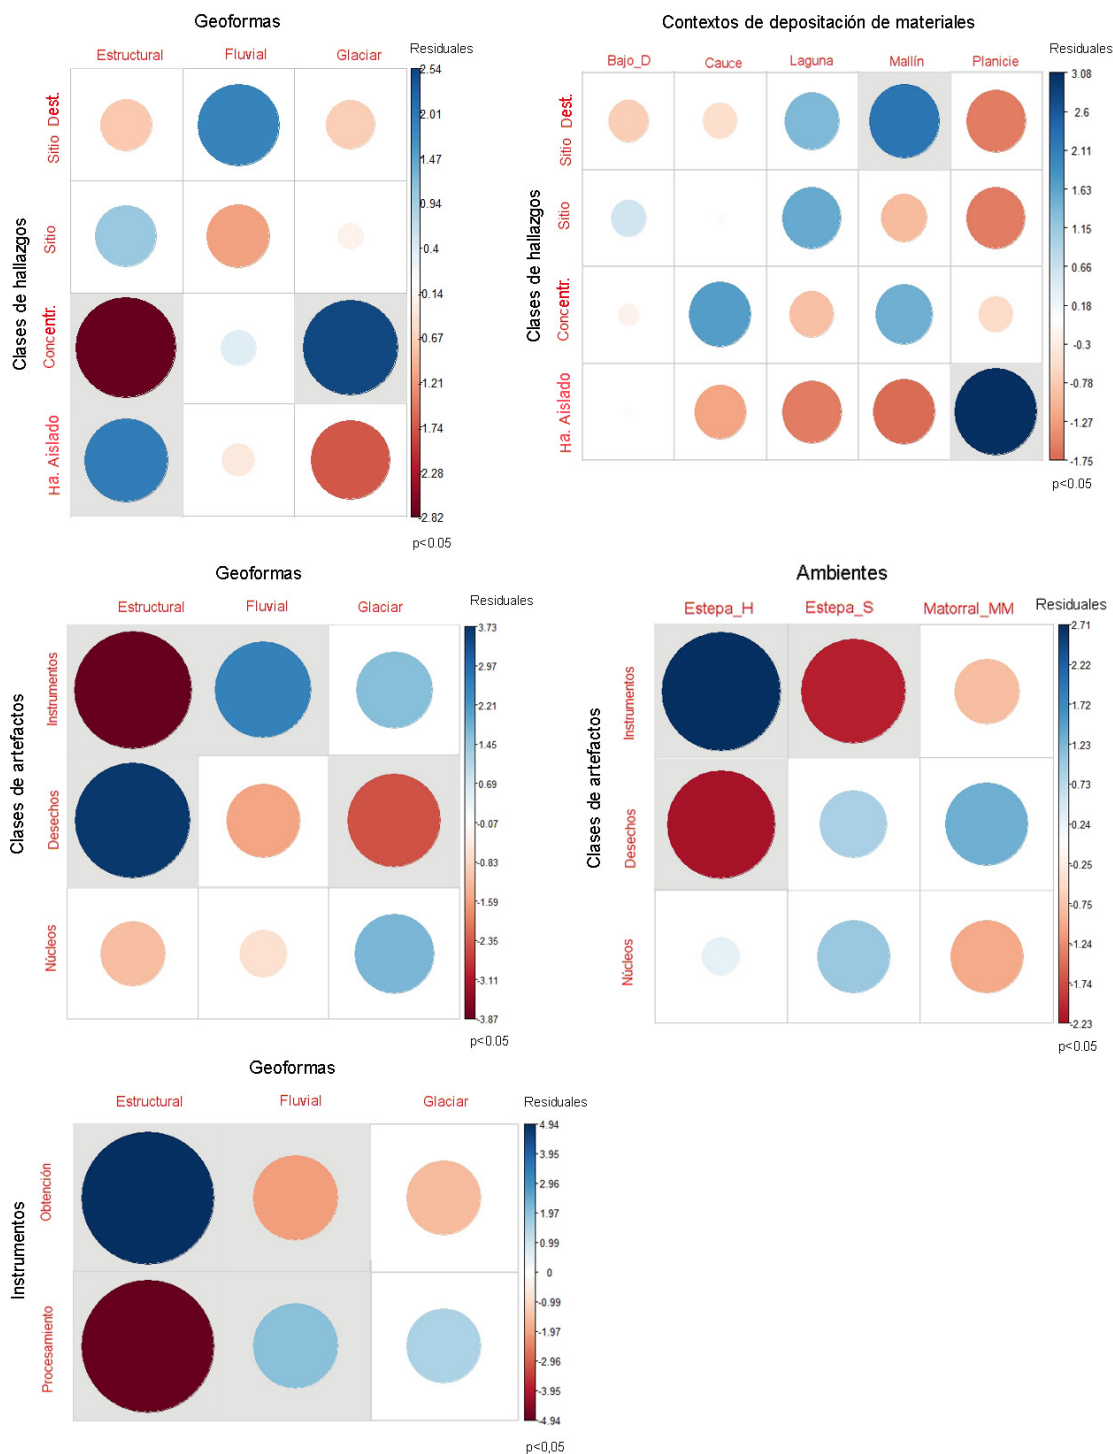 Geoformas
Estructural Fluvial Glaciar
Residuales
Clases de hallazgos
Sitio Dest.
Sitio
Concentr.
Ha. Aislado
2.54
2.01
1.47
0.94
0.4
-0.14
-0.67
-1.21
-1.74
-2.28
-2.82
p<0.05
Contextos de depositación de materiales
Bajo_D Cauce Laguna Mallín Planicie
Residuales
Clases de hallazgos
Sitio Dest.
Sitio
Concentr.
Ha. Aislado
3.08
2.6
2.11
1.63
1.15
0.66
0.18
-0.3
-0.78
-1.27
-1.75
p<0.05
Geoformas
Estructural Fluvial Glaciar
Residuales
Clases de artefactos
Instrumentos
Desechos
Núcleos
3.73
2.97
2.21
1.45
0.69
-0.07
-0.83
-1.59
-2.35
-3.11
-3.87
p<0.05
Ambientes
Estepa_H Estepa_S Matorral_MM
Residuales
Clases de artefactos
Instrumentos
Desechos
Núcleos
2.71
2.22
1.72
1.23
0.73
0.24
-0.25
-0.75
-1.24
-1.74
-2.23
p<0.05
Geoformas
Estructural Fluvial Glaciar
Residuales
Instrumentos
Obtención
Procesamiento
4.94
3.95
2.96
1.97
0.99
0
-0.99
-1.97
-2.96
-3.95
-4.94
p<0,05